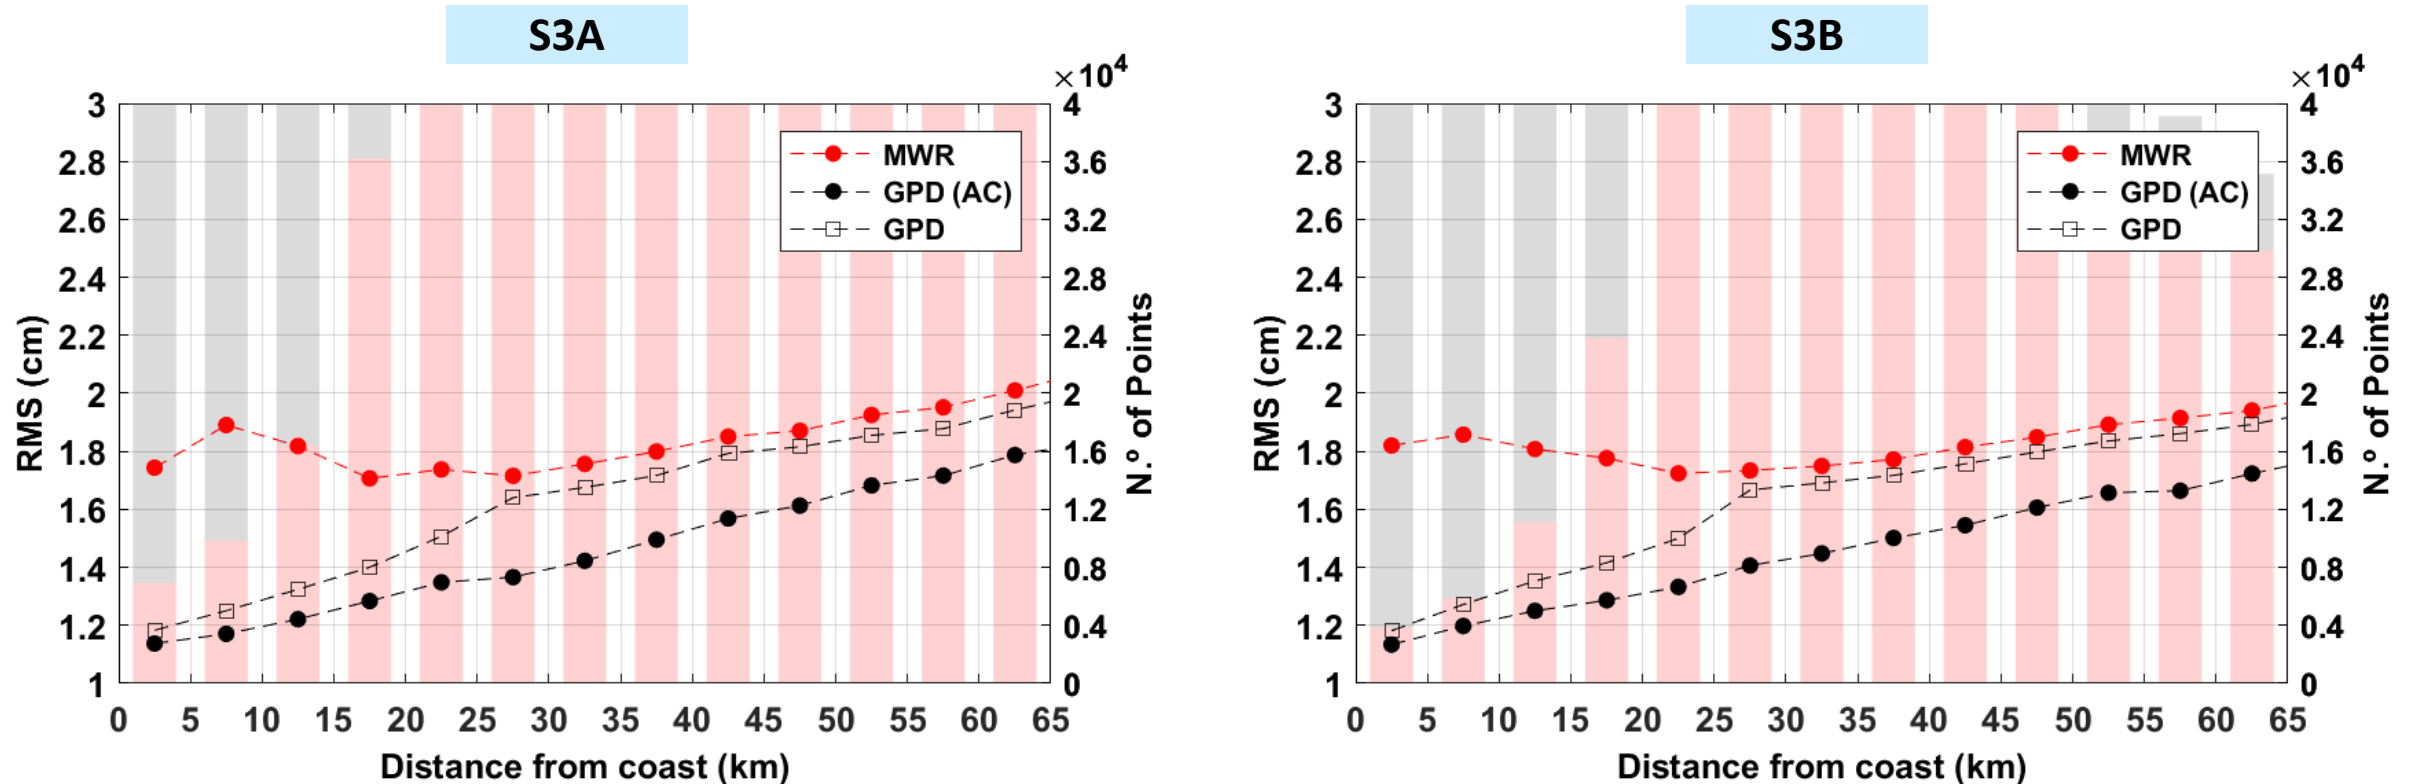 S3A
×10⁴
3
2.8
2.6
2.4
2.2
2
1.8
1.6
1.4
1.2
1
RMS (cm)
MWR
GPD (AC)
GPD
4
3.6
3.2
2.8
2.4
2
1.6
1.2
0.8
0.4
0
N.º of Points
0 5 10 15 20 25 30 35 40 45 50 55 60 65
Distance from coast (km)
S3B
×10⁴
3
2.8
2.6
2.4
2.2
2
1.8
1.6
1.4
1.2
1
RMS (cm)
MWR
GPD (AC)
GPD
4
3.6
3.2
2.8
2.4
2
1.6
1.2
0.8
0.4
0
N.º of Points
0 5 10 15 20 25 30 35 40 45 50 55 60 65
Distance from coast (km)